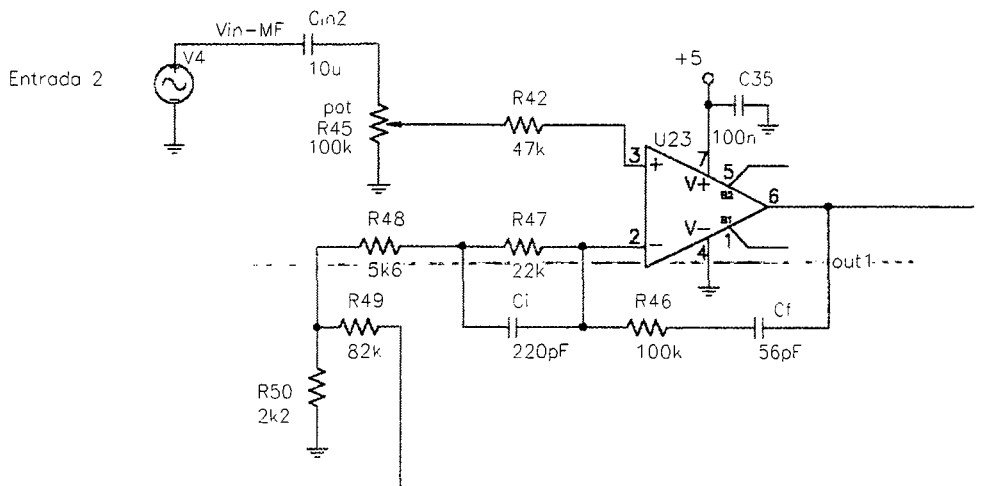 Vin-MF
Cin2
10u
V4
Entrada 2
pot
R45
100k
R42
47k
+5
C35
100n
U23
3
+
7
V+
5
B2
6
2
-
V-
B1
1
4
R48
5k6
R47
22k
out1
R49
82k
Ci
220pF
R46
100k
Cf
56pF
R50
2k2